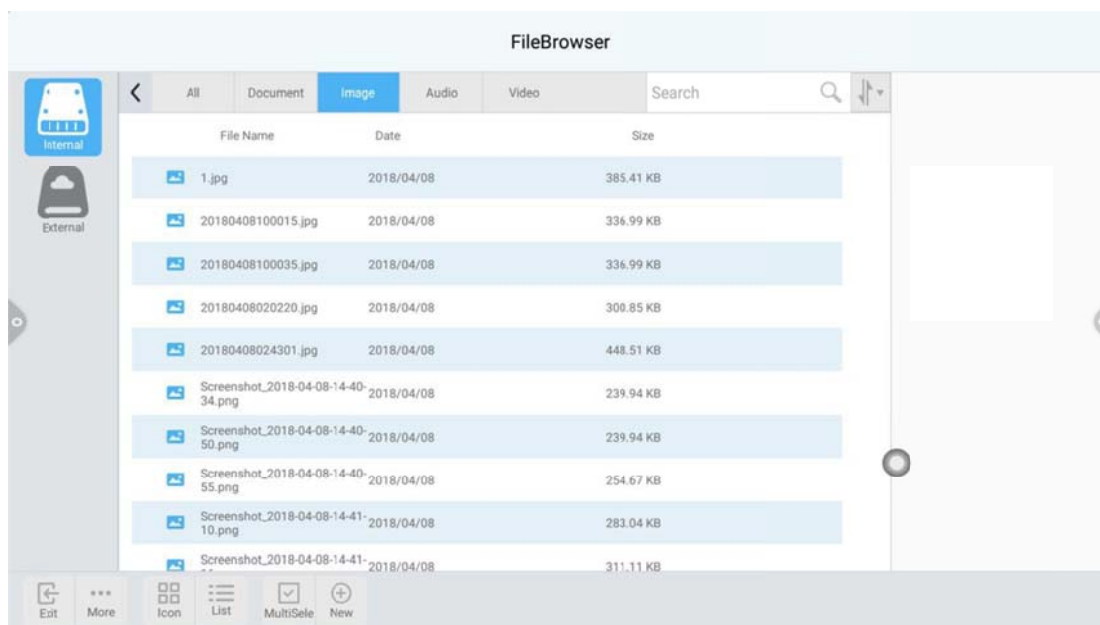 FileBrowser
Internal
External
All Document Image Audio Video Search
File Name Date Size
1.jpg 2018/04/08 385.41 KB
20180408100015.jpg 2018/04/08 336.99 KB
20180408100035.jpg 2018/04/08 336.99 KB
20180408020220.jpg 2018/04/08 300.85 KB
20180408024301.jpg 2018/04/08 448.51 KB
Screenshot_2018-04-08-14-40-
34.png 2018/04/08 239.94 KB
Screenshot_2018-04-08-14-40-
50.png 2018/04/08 239.94 KB
Screenshot_2018-04-08-14-40-
55.png 2018/04/08 254.67 KB
Screenshot_2018-04-08-14-41-
10.png 2018/04/08 283.04 KB
Screenshot_2018-04-08-14-41-
2018/04/08 311.11 KB
Exit More Icon List MultiSele New